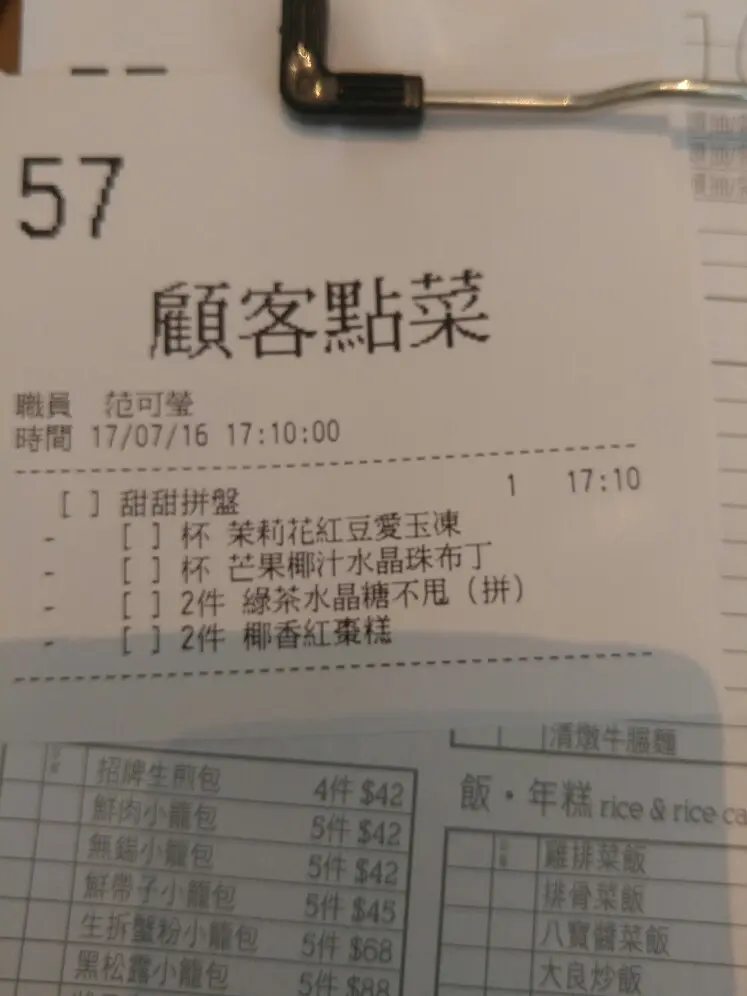 57
顧客點菜
職員 范可瑩
時間 17/07/16 17:10:00
[ ] 甜甜拼盤 1 17:10
- [ ] 杯 茉莉花紅豆愛玉凍
- [ ] 杯 芒果椰汁水晶珠布丁
- [ ] 2件 綠茶水晶糖不甩（拼）
- [ ] 2件 椰香紅棗糕
清燉牛腩麵
招牌生煎包 4件 $42
鮮肉小籠包 5件 $42
無錫小籠包 5件 $42
鮮帶子小籠包 5件 $45
生拆蟹粉小籠包 5件 $68
黑松露小籠包 5件 $88
飯·年糕 rice & rice ca
雞排菜飯
排骨菜飯
八寶醬菜飯
大良炒飯